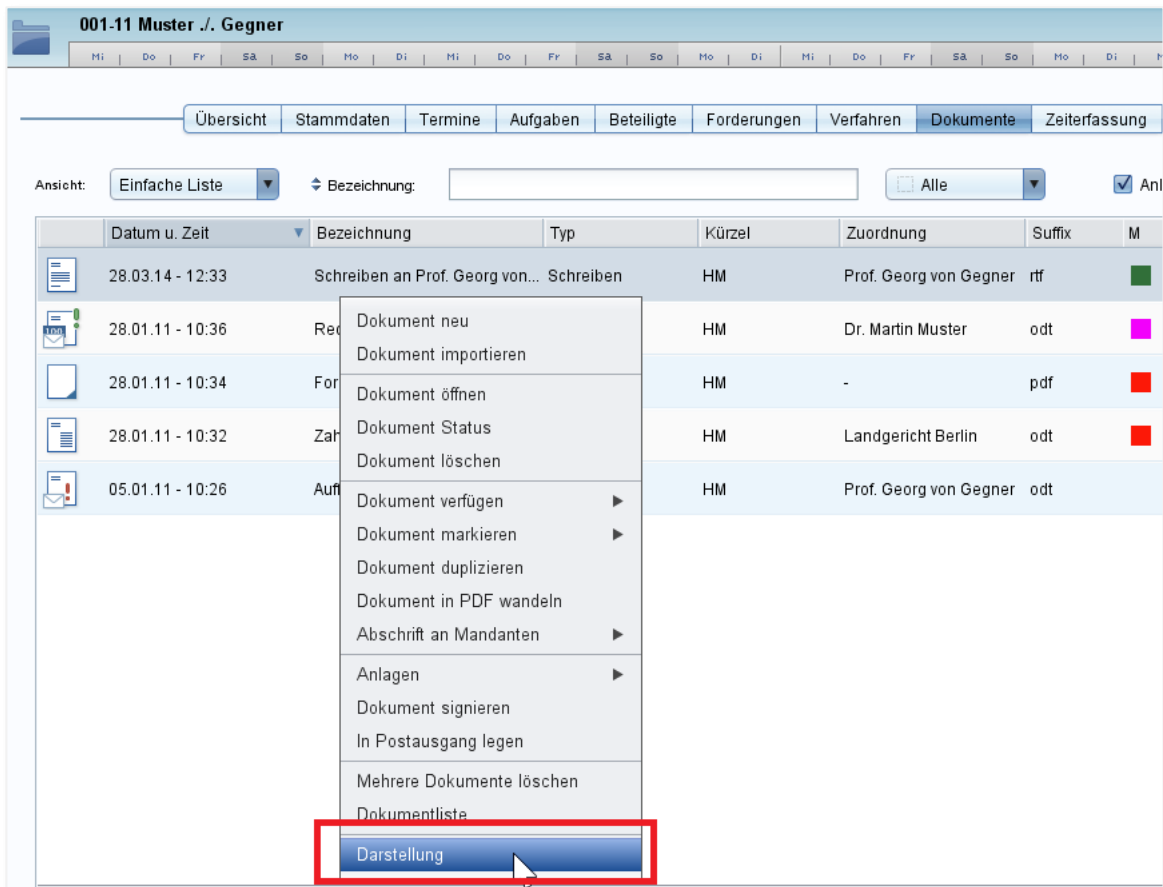 001-11 Muster ./. Gegner
Mi Do Fr Sa So Mo Di Mi Do Fr Sa So Mo Di Mi Do Fr Sa So Mo Di
Übersicht Stammdaten Termine Aufgaben Beteiligte Forderungen Verfahren Dokumente Zeiterfassung
Ansicht: Einfache Liste Bezeichnung: Alle Anl
Datum u. Zeit Bezeichnung Typ Kürzel Zuordnung Suffix M
28.03.14 - 12:33 Schreiben an Prof. Georg von... Schreiben HM Prof. Georg von Gegner rtf
100 28.01.11 - 10:36 Rec HM Dr. Martin Muster odt
28.01.11 - 10:34 For HM - pdf
28.01.11 - 10:32 Zah HM Landgericht Berlin odt
05.01.11 - 10:26 Auf HM Prof. Georg von Gegner odt
Dokument neu
Dokument importieren
Dokument öffnen
Dokument Status
Dokument löschen
Dokument verfügen
Dokument markieren
Dokument duplizieren
Dokument in PDF wandeln
Abschrift an Mandanten
Anlagen
Dokument signieren
In Postausgang legen
Mehrere Dokumente löschen
Dokumentliste
Darstellung